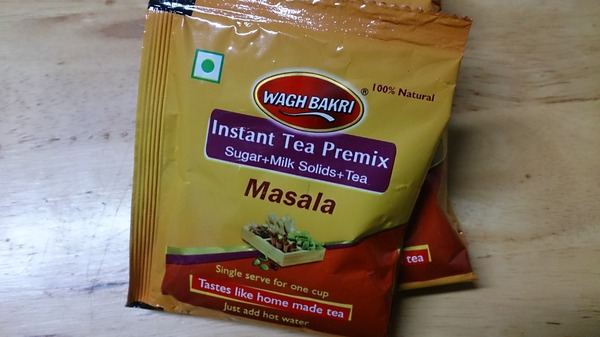 WAGH BAKRI ®
100% Natural
Instant Tea Premix
Sugar+Milk Solids+Tea
Masala
Single serve for one cup
Tastes like home made tea
Just add hot water
tea